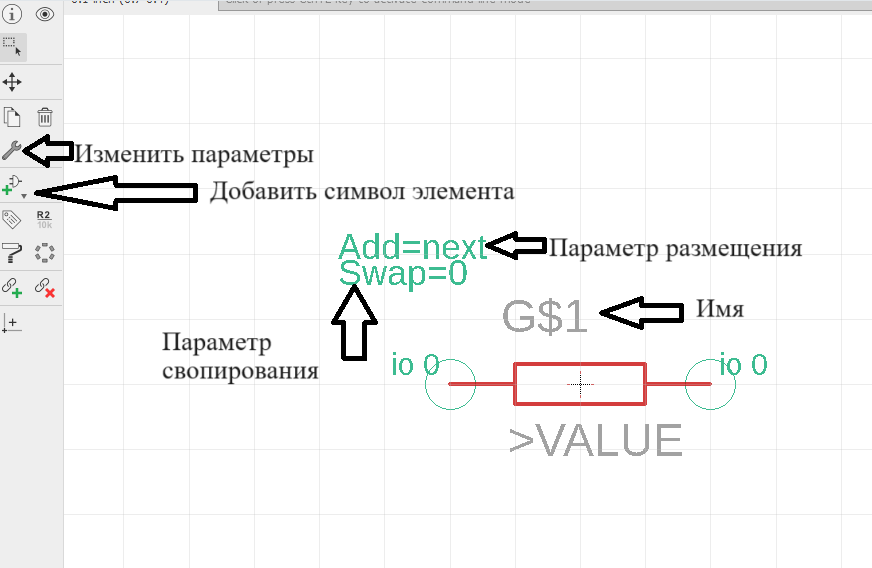 Изменить параметры
Добавить символ элемента
R2
10k
Add=next
Параметр размещения
Swap=0
G$1
Имя
Параметр
свопирования
io 0
io 0
>VALUE